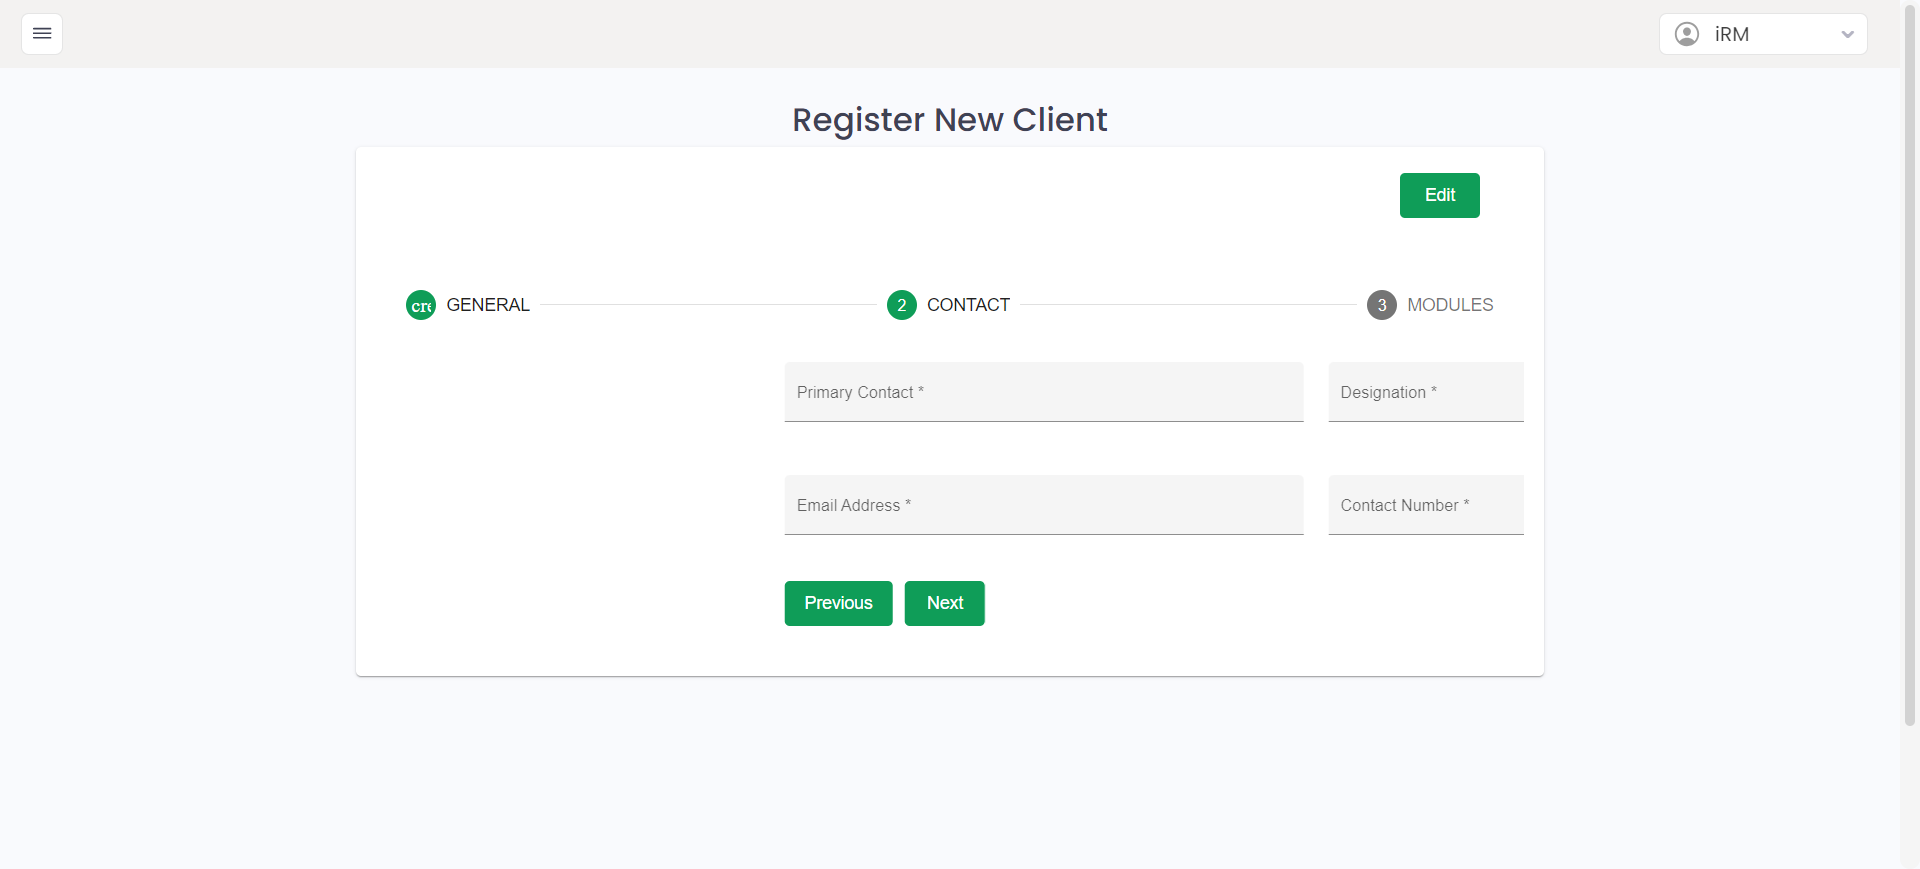 iRM
Register New Client
Edit
cre GENERAL 2 CONTACT 3 MODULES
Primary Contact * Designation *
Email Address * Contact Number *
Previous Next